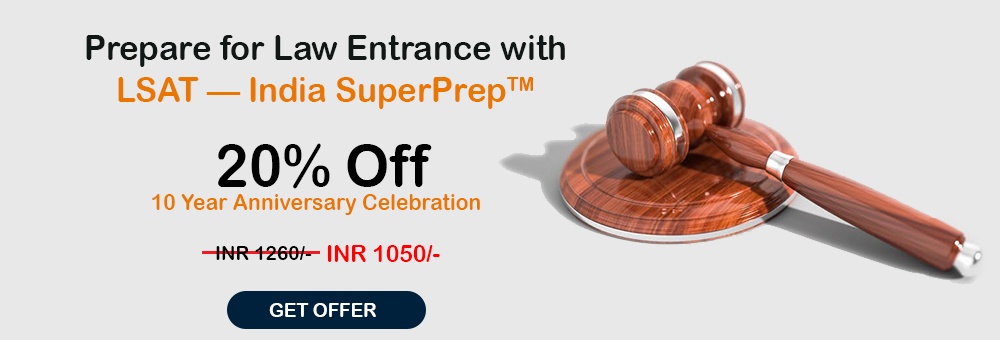 Prepare for Law Entrance with
LSAT — India SuperPrep™
20% Off
10 Year Anniversary Celebration
INR 1260/- INR 1050/-
GET OFFER